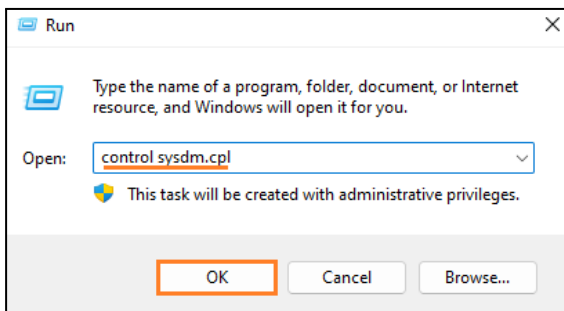 Run
Type the name of a program, folder, document, or Internet
resource, and Windows will open it for you.
Open: control sysdm.cpl
This task will be created with administrative privileges.
OK Cancel Browse...